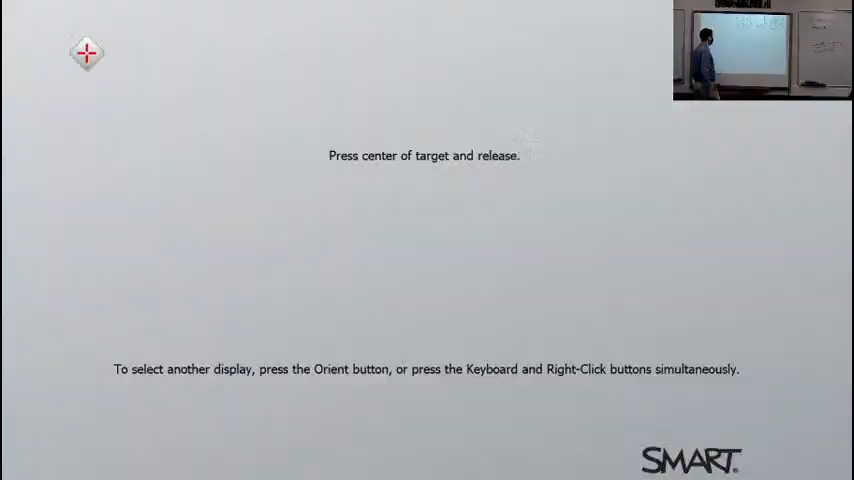 Press center of target and release.
To select another display, press the Orient button, or press the Keyboard and Right-Click buttons simultaneously.
SMART